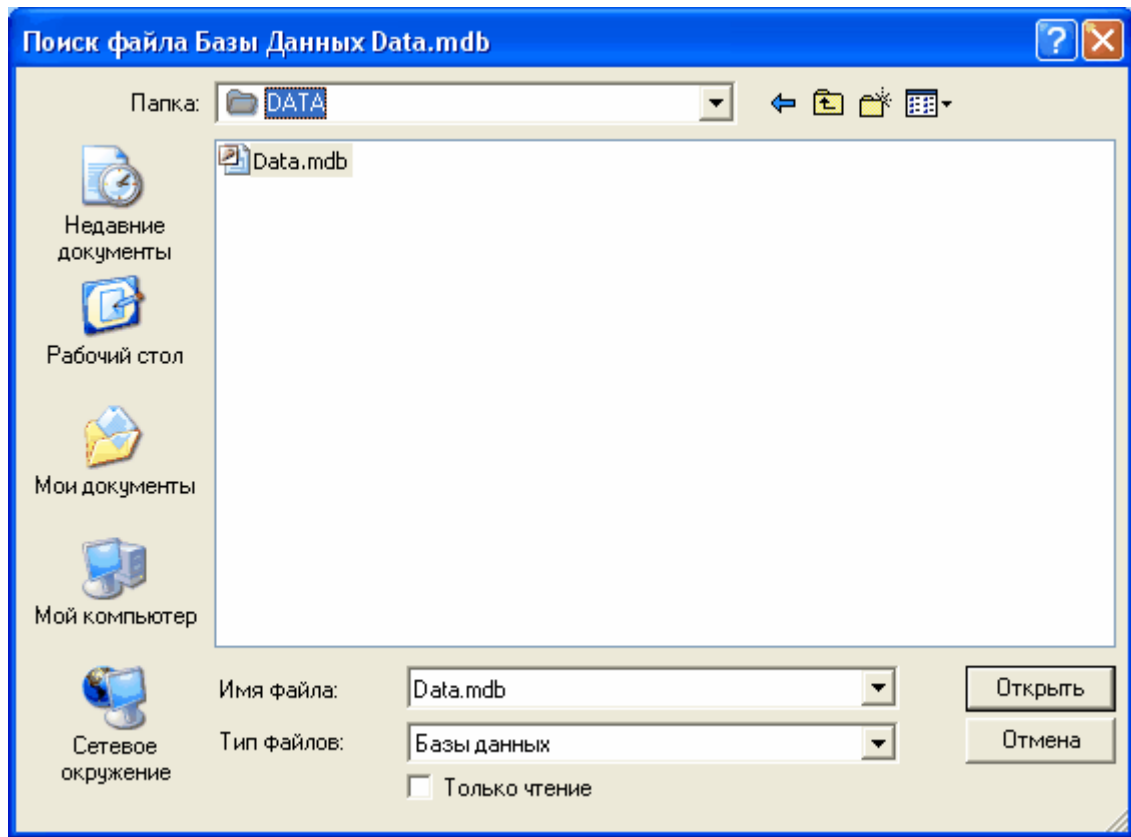 Поиск файла Базы Данных Data.mdb
Папка:
DATA
Data.mdb
Недавние
документы
Рабочий стол
Мои документы
Мой компьютер
Сетевое
окружение
Имя файла:
Data.mdb
Открыть
Тип файлов:
Базы данных
Отмена
Только чтение